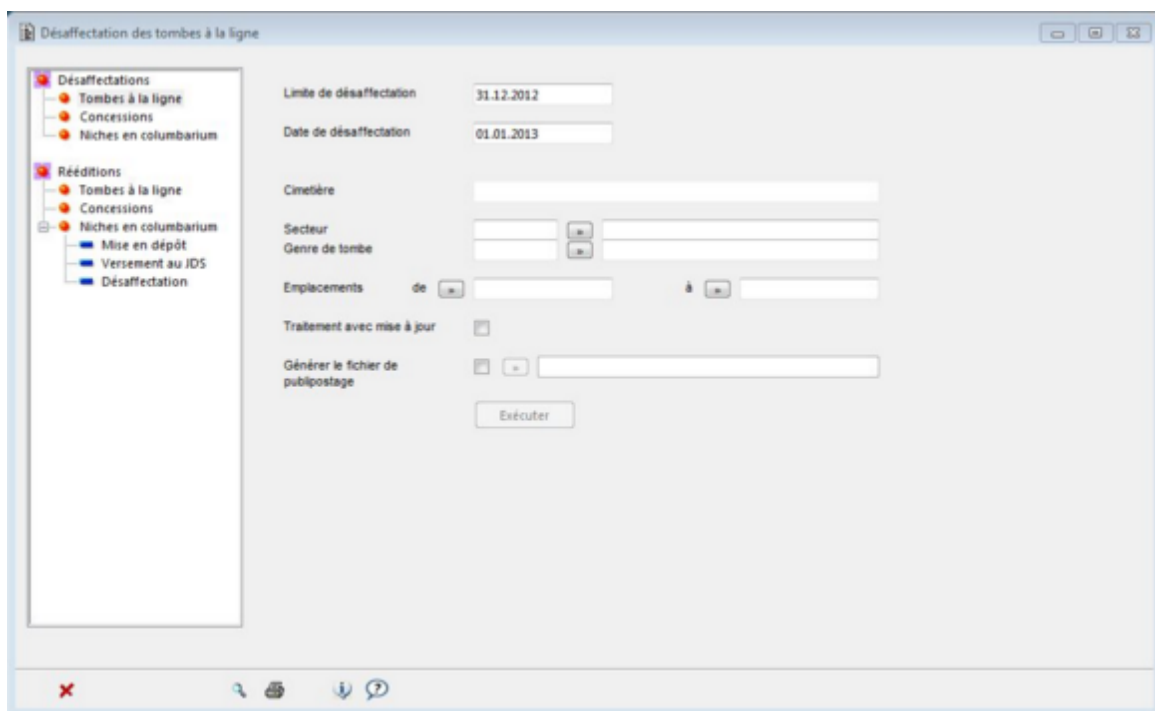 Désaffectation des tombes à la ligne
Désaffectations
Tombes à la ligne
Concessions
Niches en columbarium
Rééditions
Tombes à la ligne
Concessions
Niches en columbarium
Mise en dépôt
Versement au JDS
Désaffectation
Limite de désaffectation 31.12.2012
Date de désaffectation 01.01.2013
Cimetière
Secteur »
Genre de tombe »
Emplacements de » à »
Traitement avec mise à jour
Générer le fichier de »
publipostage
Exécuter